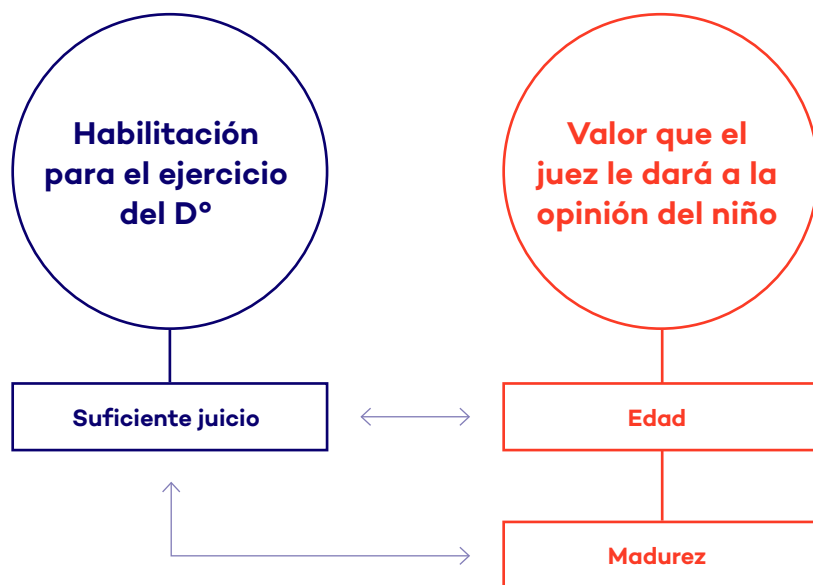 Habilitación
para el ejercicio
del Dº
Valor que el
juez le dará a la
opinión del niño
Suficiente juicio
Edad
Madurez